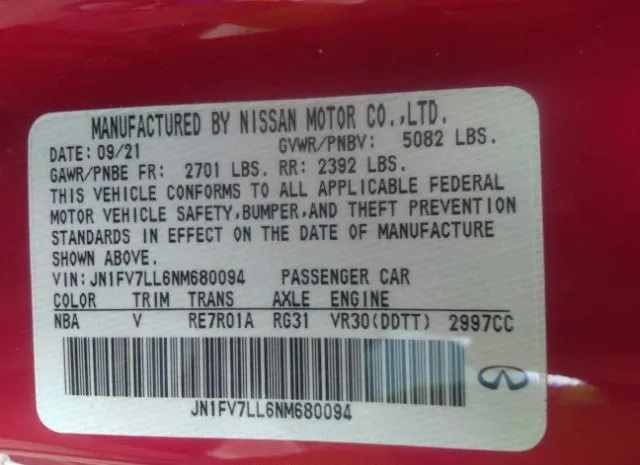 MANUFACTURED BY NISSAN MOTOR CO.,LTD.
DATE: 09/21 GVWR/PNBV: 5082 LBS.
GAWR/PNBE FR: 2701 LBS. RR: 2392 LBS.
THIS VEHICLE CONFORMS TO ALL APPLICABLE FEDERAL
MOTOR VEHICLE SAFETY,BUMPER,AND THEFT PREVENTION
STANDARDS IN EFFECT ON THE DATE OF MANUFACTURE
SHOWN ABOVE.
VIN:JN1FV7LL6NM680094 PASSENGER CAR
COLOR TRIM TRANS AXLE ENGINE
NBA V RE7R01A RG31 VR30(DDTT) 2997CC
JN1FV7LL6NM680094